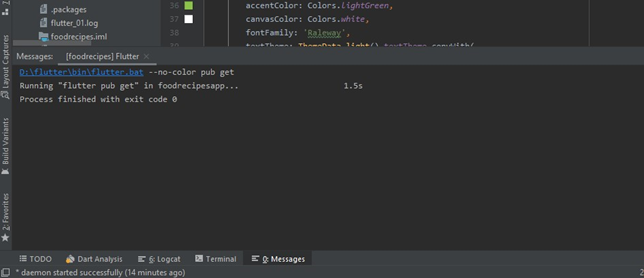 .packages
flutter_01.log
foodrecipes.iml
36 accentColor: Colors.lightGreen,
37 canvasColor: Colors.white,
38 fontFamily: `Raleway`,
Messages: [foodrecipes] Flutter
D:\flutter\bin\flutter.bat --no-color pub get
Running "flutter pub get" in foodrecipesapp... 1.5s
Process finished with exit code 0
Layout Captures
Build Variants
2: Favorites
TODO Dart Analysis 6: Logcat Terminal 0: Messages
* daemon started successfully (14 minutes ago)